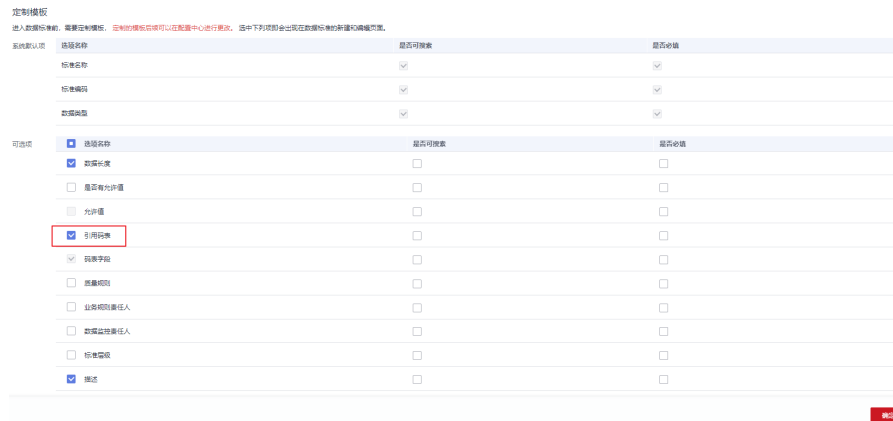 定制模板
进入数据标准前，需要定制模板， 定制的模板后续可以在配置中心进行更改。 选中下列项即会出现在数据标准的新建和编辑页面。
系统默认项 选项名称 是否可搜索 是否必填
标准名称
标准编码
数据类型
可选项 选项名称 是否可搜索 是否必填
数据长度
是否有允许值
允许值
引用码表
码表字段
质量规则
业务规则责任人
数据监控责任人
标准层级
描述
确定